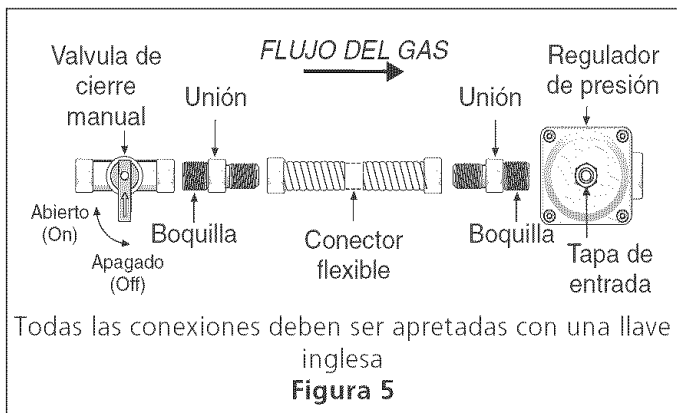 FLUJO DEL GAS
Valvula de
cierre
manual
Unión
Unión
Regulador
de presión
Abierto
(On)
Apagado
(Off)
Boquilla
Conector
flexible
Boquilla
Tapa de
entrada
Todas las conexiones deben ser apretadas con una llave
inglesa
Figura 5